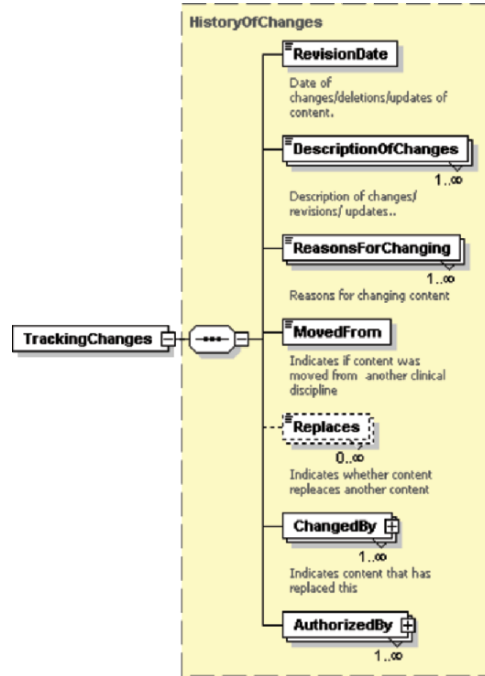 HistoryOfChanges
RevisionDate
Date of
changes/deletions/updates of
content.
DescriptionOfChanges
1..∞
Description of changes/
revisions/ updates..
ReasonsForChanging
1..∞
Reasons for changing content
TrackingChanges
MovedFrom
Indicates if content was
moved from another clinical
discipline
Replaces
0..∞
Indicates whether content
repleaces another content
ChangedBy
1..∞
Indicates content that has
replaced this
AuthorizedBy
1..∞